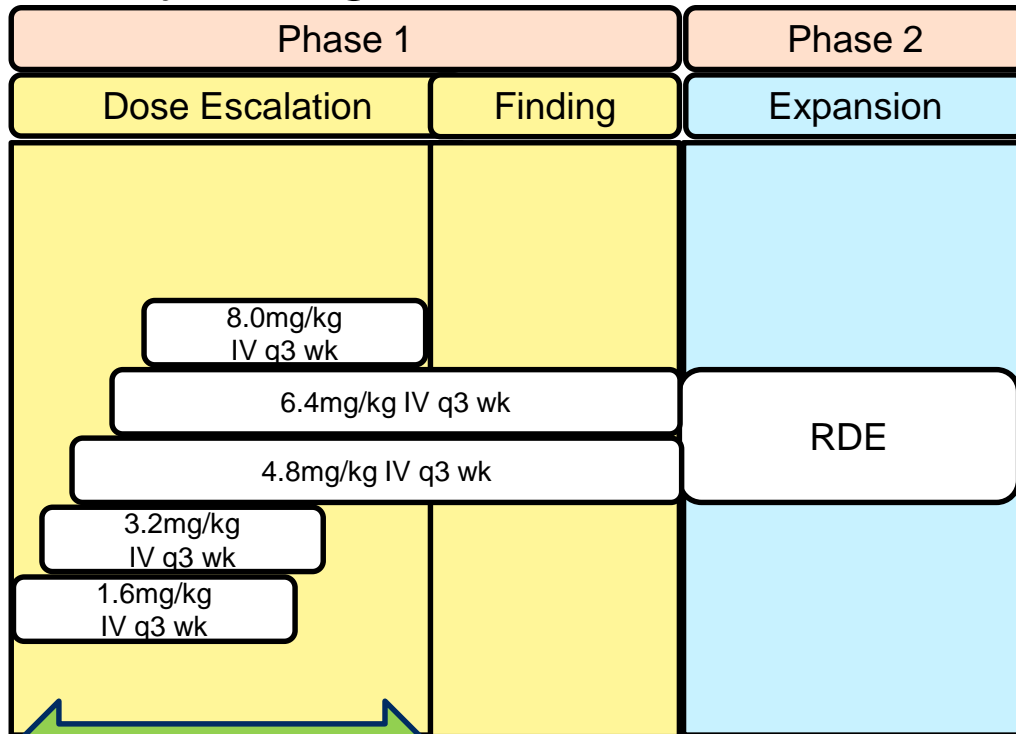 Phase 1
Phase 2
Dose Escalation
Finding
Expansion
8.0mg/kg
IV q3 wk
6.4mg/kg IV q3 wk
RDE
4.8mg/kg IV q3 wk
3.2mg/kg
IV q3 wk
1.6mg/kg
IV q3 wk